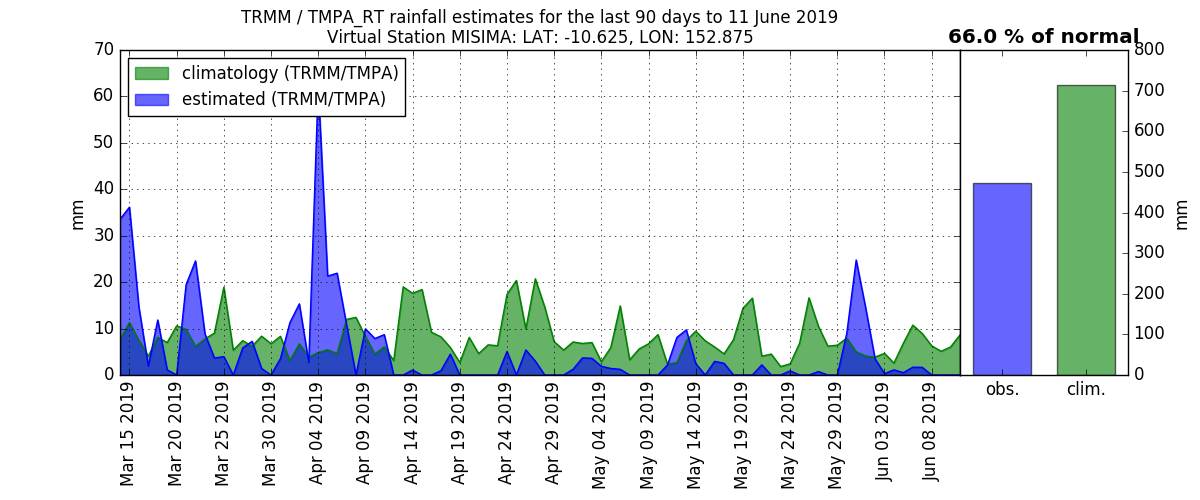 TRMM / TMPA_RT rainfall estimates for the last 90 days to 11 June 2019
Virtual Station MISIMA: LAT: -10.625, LON: 152.875
66.0 % of normal
climatology (TRMM/TMPA)
estimated (TRMM/TMPA)
70
60
50
40
30
20
10
0
mm
Mar 15 2019
Mar 20 2019
Mar 25 2019
Mar 30 2019
Apr 04 2019
Apr 09 2019
Apr 14 2019
Apr 19 2019
Apr 24 2019
Apr 29 2019
May 04 2019
May 09 2019
May 14 2019
May 19 2019
May 24 2019
May 29 2019
Jun 03 2019
Jun 08 2019
obs.
clim.
800
700
600
500
400
300
200
100
0
mm